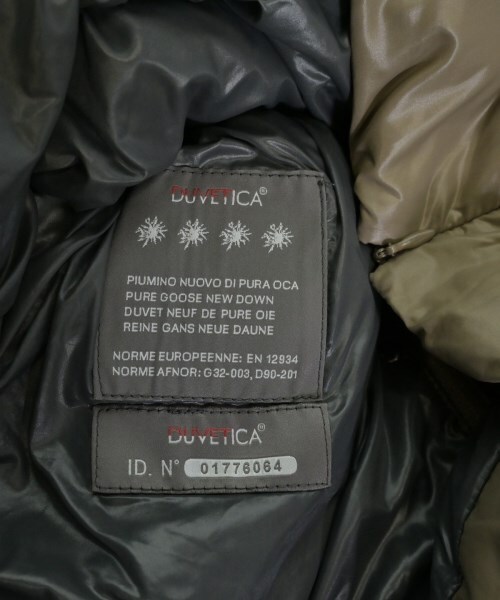 DUVETICA®
PIUMINO NUOVO DI PURA OCA
PURE GOOSE NEW DOWN
DUVET NEUF DE PURE OIE
REINE GANS NEUE DAUNE
NORME EUROPEENNE: EN 12934
NORME AFNOR: G32-003, D90-201
DUVETICA®
ID. N° 01776064